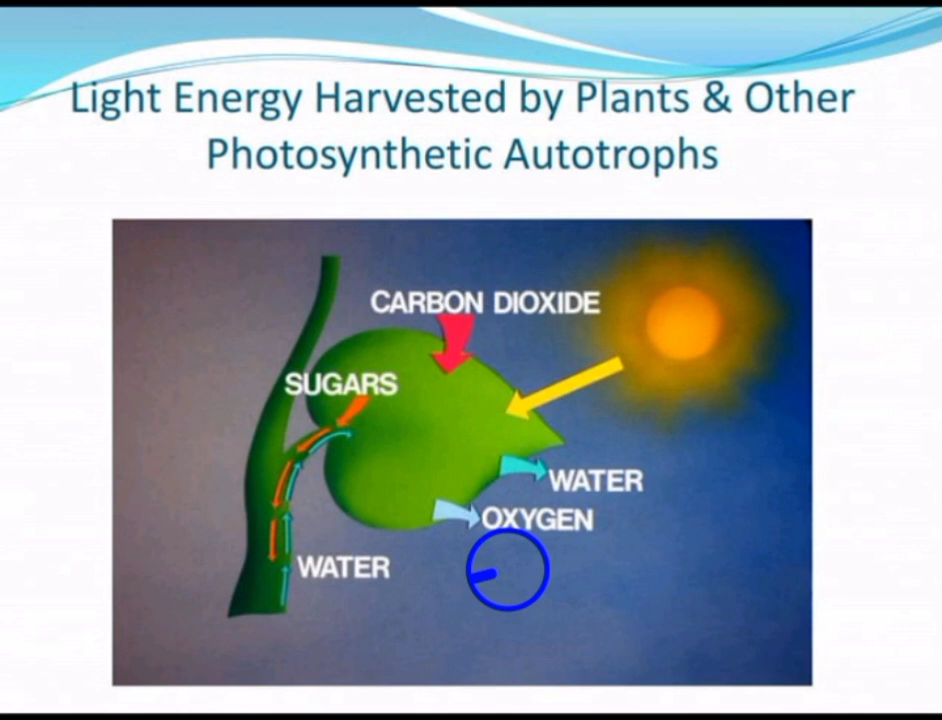 Light Energy Harvested by Plants & Other
Photosynthetic Autotrophs
CARBON DIOXIDE
SUGARS
WATER
OXYGEN
WATER